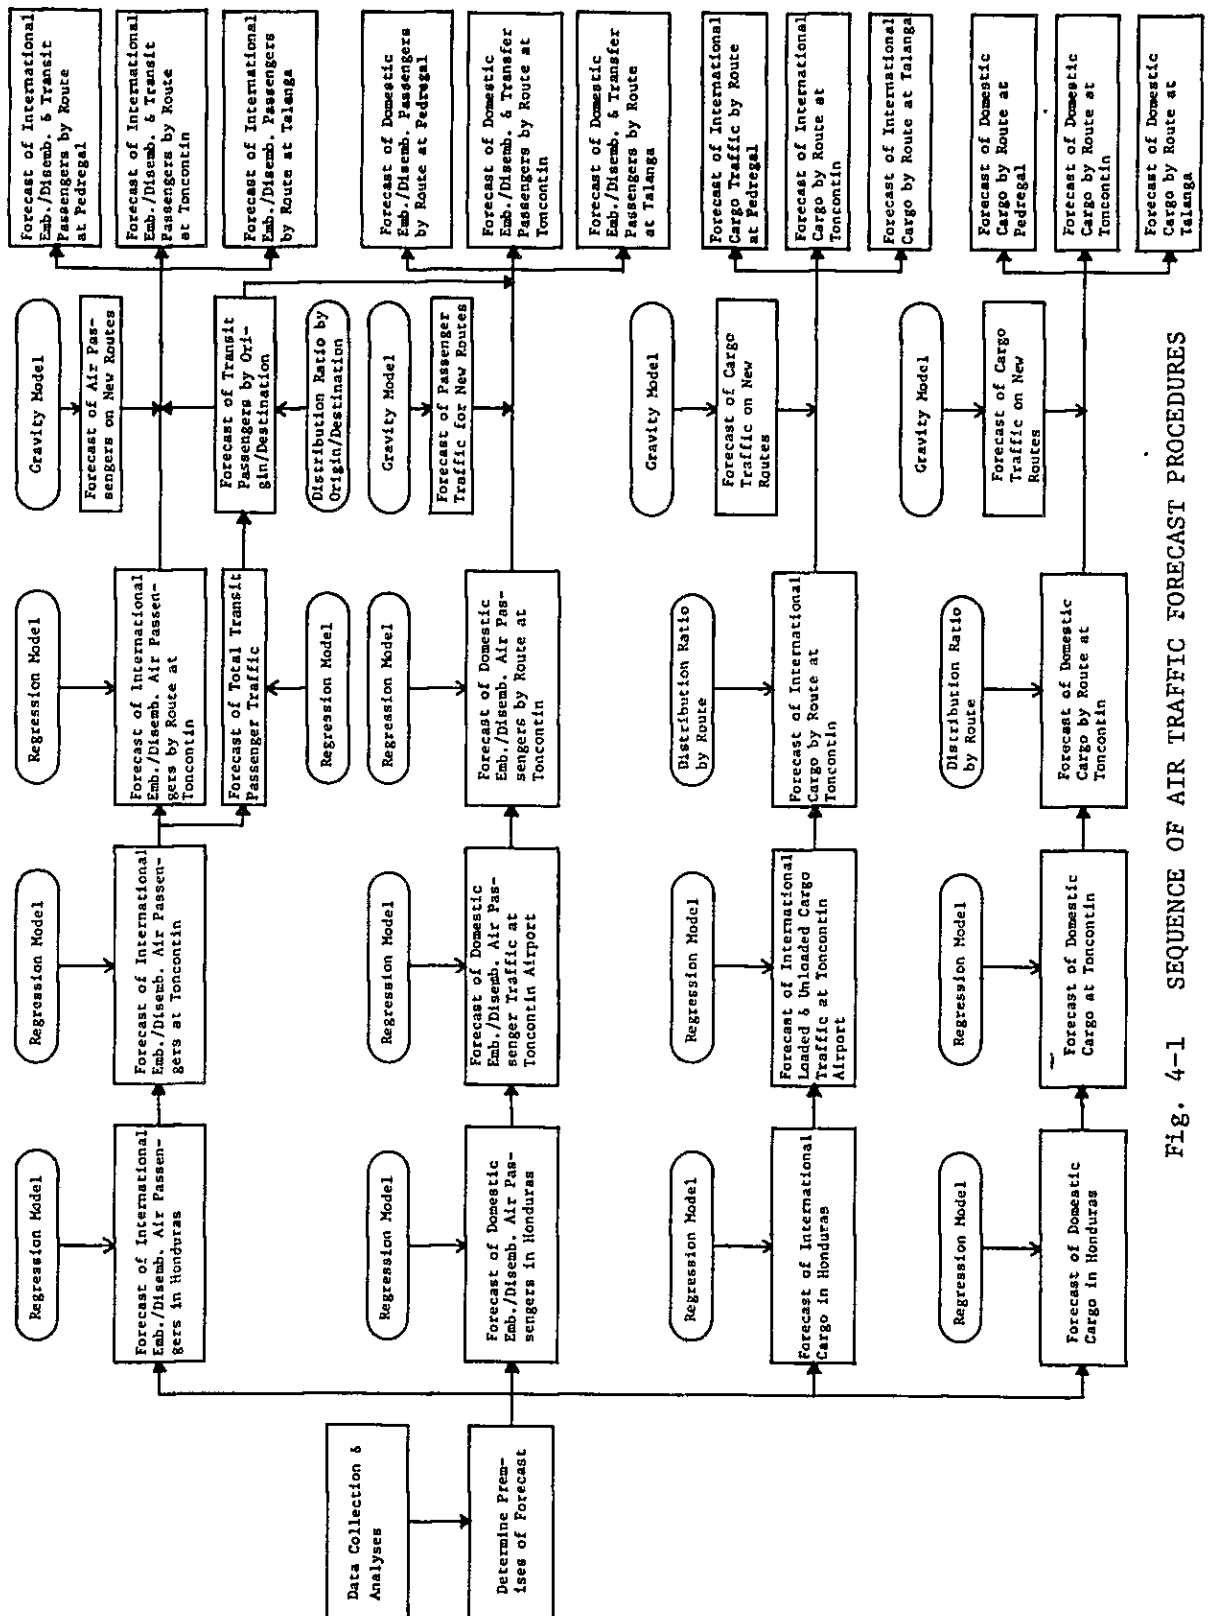 Data Collection &
Analyses
Determine Prem-
ises of Forecast
Regression Model
Forecast of International
Emb./Disemb. Air Passen-
gers in Honduras
Regression Model
Forecast of International
Emb./Disemb. Air Passen-
gers at Toncontin
Regression Model
Forecast of International
Emb./Disemb. Air Passen-
gers by Route at
Toncontin
Forecast of Total Transit
Passenger Traffic
Regression Model
Gravity Model
Forecast of Air Pas-
sengers on New Routes
Forecast of Transit
Passengers by Ori-
gin/Destination
Distribution Ratio by
Origin/Destination
Forecast of International
Emb./Disemb. & Transit
Passengers by Route
at Pedregal
Forecast of International
Emb./Disemb. & Transit
Passengers by Route
at Toncontin
Forecast of International
Emb./Disemb. Passengers
by Route at Talanga
Regression Model
Forecast of Domestic
Emb./Disemb. Air Pas-
sengers in Honduras
Regression Model
Forecast of Domestic
Emb./Disemb. Air Pas-
senger Traffic at
Toncontin Airport
Regression Model
Forecast of Domestic
Emb./Disemb. Air Pas-
sengers by Route at
Toncontin
Gravity Model
Forecast of Passenger
Traffic for New Routes
Forecast of Domestic
Emb./Disemb. Passengers
by Route at Pedregal
Forecast of Domestic
Emb./Disemb. & Transfer
Passengers by Route at
Toncontin
Forecast of Domestic
Emb./Disemb. & Transfer
Passengers by Route
at Talanga
Regression Model
Forecast of International
Cargo in Honduras
Regression Model
Forecast of International
Loaded & Unloaded Cargo
Traffic at Toncontin
Airport
Distribution Ratio
by Route
Forecast of International
Cargo by Route at
Toncontin
Gravity Model
Forecast of Cargo
Traffic on New
Routes
Forecast of International
Cargo Traffic by Route
at Pedregal
Forecast of International
Cargo by Route at
Toncontin
Forecast of International
Cargo by Route at Talanga
Regression Model
Forecast of Domestic
Cargo in Honduras
Regression Model
Forecast of Domestic
Cargo at Toncontin
Distribution Ratio
by Route
Forecast of Domestic
Cargo by Route at
Toncontin
Gravity Model
Forecast of Cargo
Traffic on New
Routes
Forecast of Domestic
Cargo by Route at
Pedregal
Forecast of Domestic
Cargo by Route at
Toncontin
Forecast of Domestic
Cargo by Route at
Talanga
Fig. 4-1 SEQUENCE OF AIR TRAFFIC FORECAST PROCEDURES